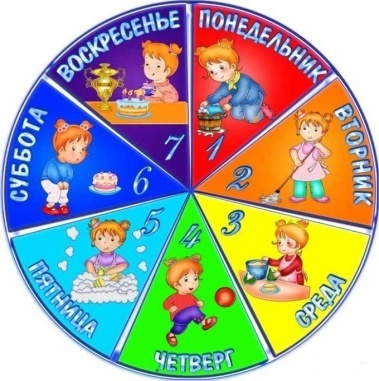 ПОНЕДЕЛЬНИК
1
ВТОРНИК
2
СРЕДА
3
ЧЕТВЕРГ
4
ПЯТНИЦА
5
СУББОТА
6
ВОСКРЕСЕНЬЕ
7